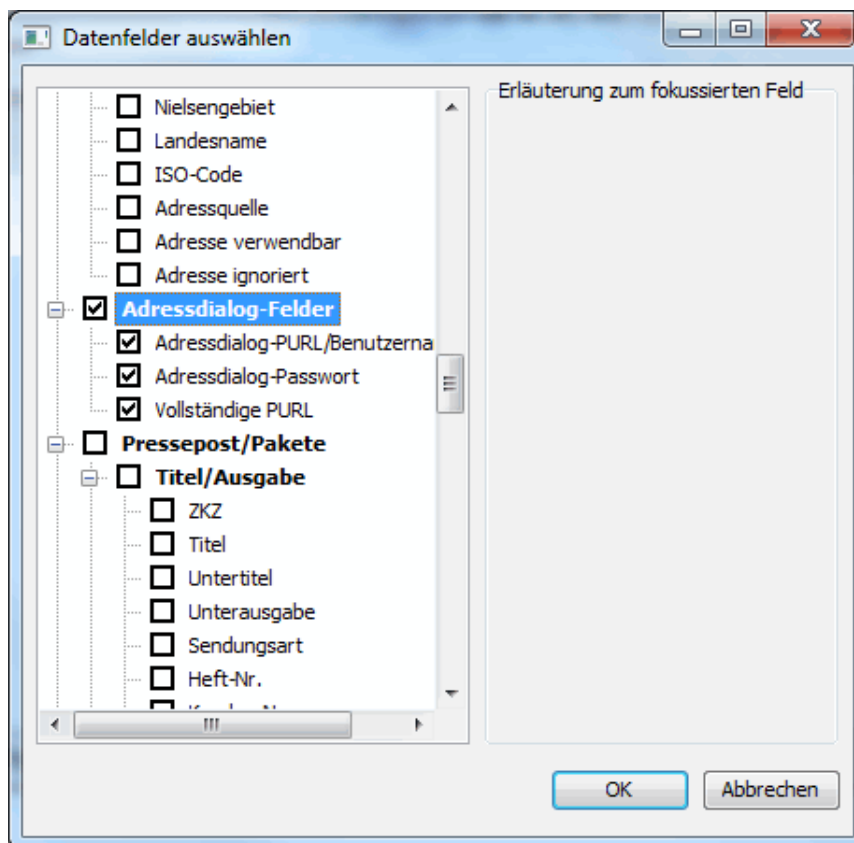 Datenfelder auswählen
Nielsengebiet
Landesname
ISO-Code
Adressquelle
Adresse verwendbar
Adresse ignoriert
Adressdialog-Felder
Adressdialog-PURL/Benutzerna
Adressdialog-Passwort
Vollständige PURL
Pressepost/Pakete
Titel/Ausgabe
ZKZ
Titel
Untertitel
Unterausgabe
Sendungsart
Heft-Nr.
Erläuterung zum fokussierten Feld
OK
Abbrechen